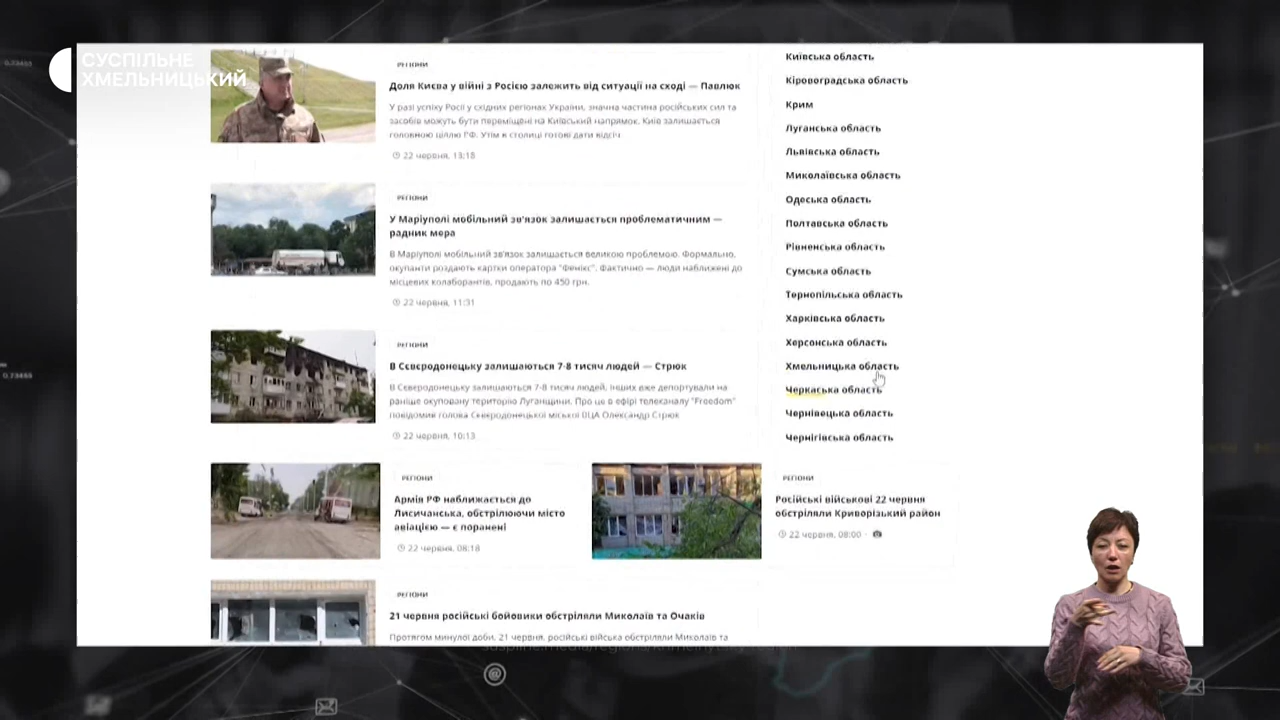 СУСПІЛЬНЕ
ХМЕЛЬНИЦЬКИЙ
РЕГІОНИ
Доля Києва у війні з Росією залежить від ситуації на сході — Павлюк
У разі успіху Росії у східних регіонах України, значна частина російських сил та
засобів можуть бути переміщені на Київський напрямок. Київ залишається
головною ціллю РФ. Утім в столиці готові дати відсіч
22 червня, 13:18
РЕГІОНИ
У Маріуполі мобільний зв'язок залишається проблематичним —
радник мера
В Маріуполі мобільний зв'язок залишається великою проблемою. Формально,
окупанти роздають картки оператора "Фенікс". Фактично — люди наближені до
місцевих колаборантів, продають по 450 грн.
22 червня, 11:31
РЕГІОНИ
В Сєвєродонецьку залишаються 7-8 тисяч людей — Стрюк
В Сєвєродонецьку залишаються 7-8 тисяч людей, інших вже депортували на
раніше окуповану територію Луганщини. Про це в ефірі телеканалу "Freedom"
повідомив голова Сєвєродонецької міської ВЦА Олександр Стрюк
22 червня, 10:13
РЕГІОНИ
Армія РФ наближається до
Лисичанська, обстрілюючи місто
авіацією — є поранені
22 червня, 08:18
РЕГІОНИ
Російські військові 22 червня
обстріляли Криворізький район
22 червня, 08:00
РЕГІОНИ
21 червня російські бойовики обстріляли Миколаїв та Очаків
Протягом минулої доби, 21 червня, російські війська обстріляли Миколаїв та
Київська область
Кіровоградська область
Крим
Луганська область
Львівська область
Миколаївська область
Одеська область
Полтавська область
Рівненська область
Сумська область
Тернопільська область
Харківська область
Херсонська область
Хмельницька область
Черкаська область
Чернівецька область
Чернігівська область
0.73455